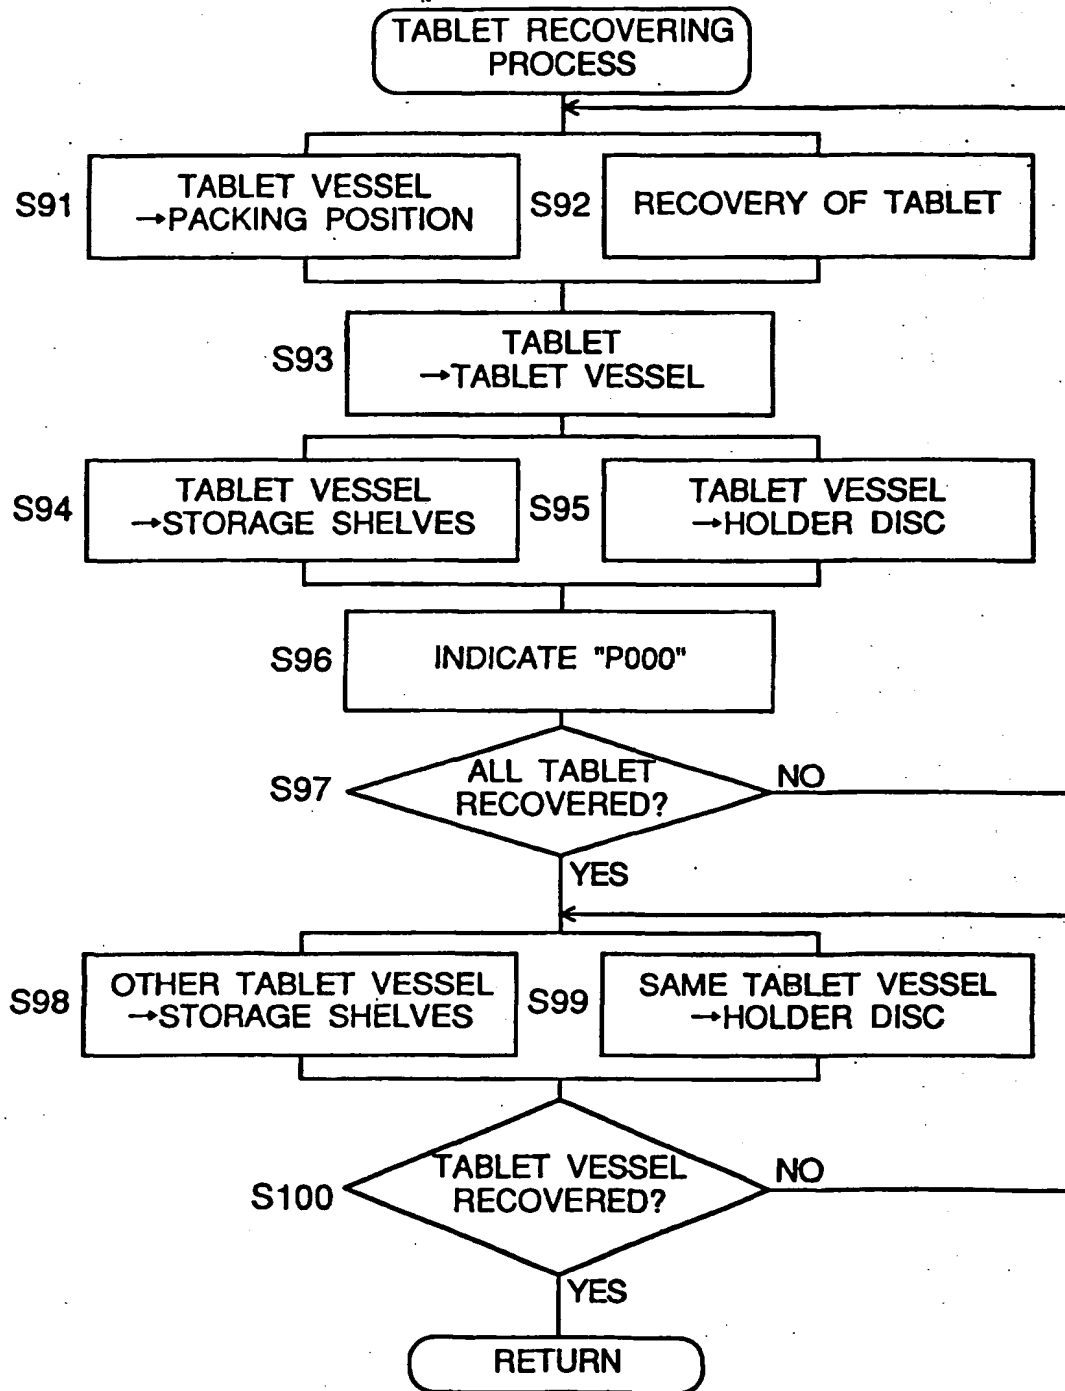 TABLET RECOVERING
PROCESS
S91
TABLET VESSEL
→PACKING POSITION
S92
RECOVERY OF TABLET
S93
TABLET
→TABLET VESSEL
S94
TABLET VESSEL
→STORAGE SHELVES
S95
TABLET VESSEL
→HOLDER DISC
S96
INDICATE "P000"
S97
ALL TABLET
RECOVERED?
NO
YES
S98
OTHER TABLET VESSEL
→STORAGE SHELVES
S99
SAME TABLET VESSEL
→HOLDER DISC
S100
TABLET VESSEL
RECOVERED?
NO
YES
RETURN